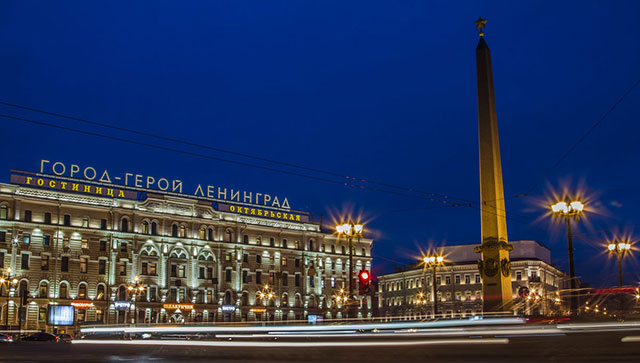 ГОРОД-ГЕРОЙ ЛЕНИНГРАД
ГОСТИНИЦА ОКТЯБРЬСКАЯ